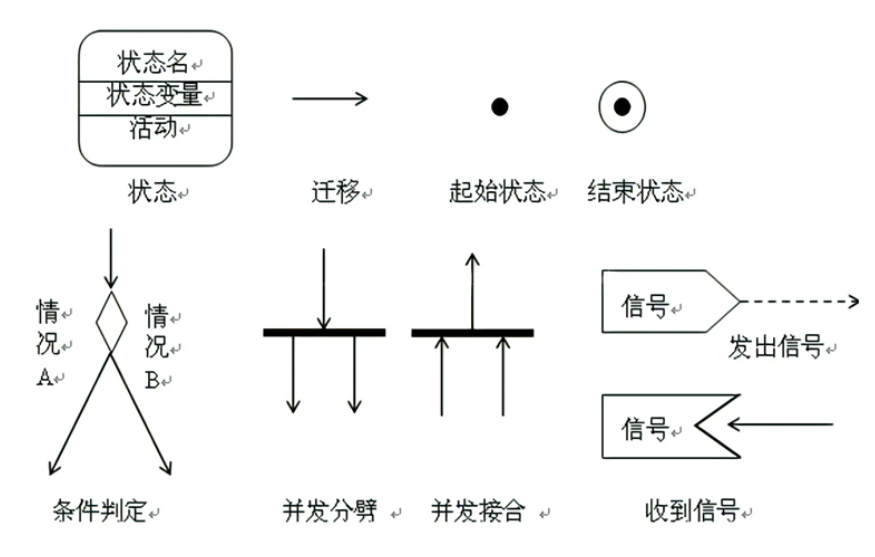 状态名
状态变量
活动
状态
迁移
起始状态
结束状态
情
况
A
情
况
B
条件判定
并发分劈
并发接合
信号
发出信号
信号
收到信号